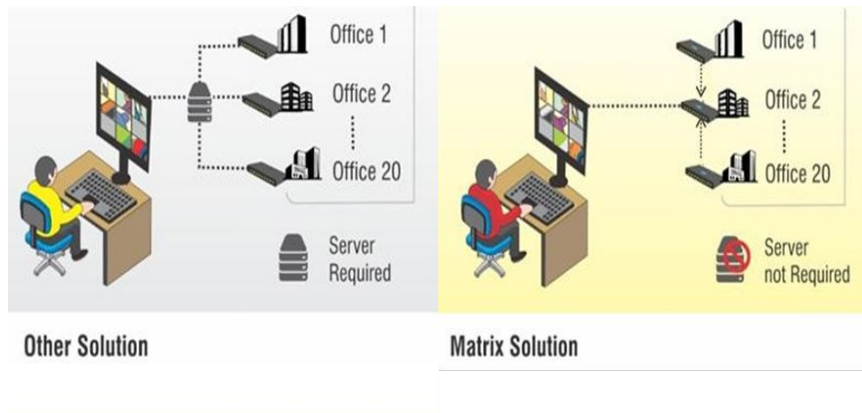 Office 1
Office 2
Office 20
Server
Required
Other Solution
Office 1
Office 2
Office 20
Server
not Required
Matrix Solution